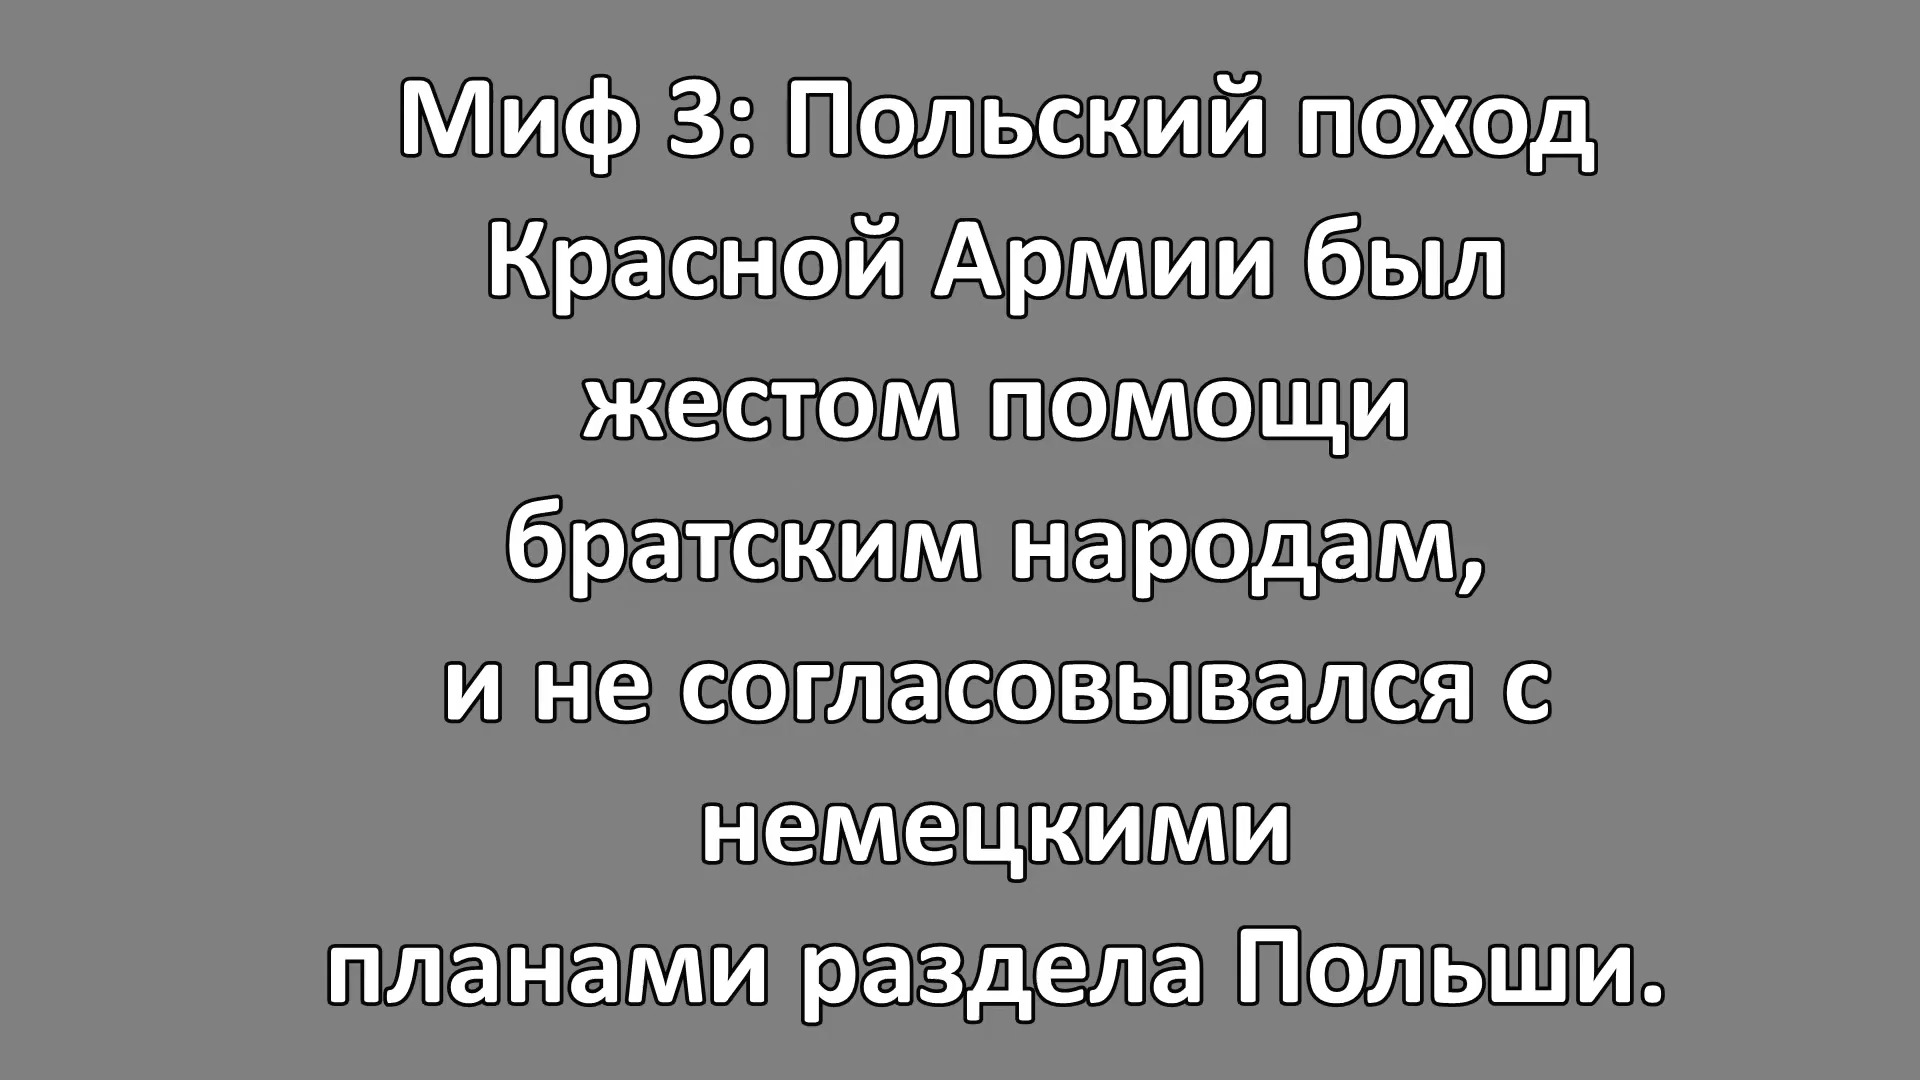 Миф 3: Польский поход
Красной Армии был
жестом помощи
братским народам,
и не согласовывался с
немецкими
планами раздела Польши.